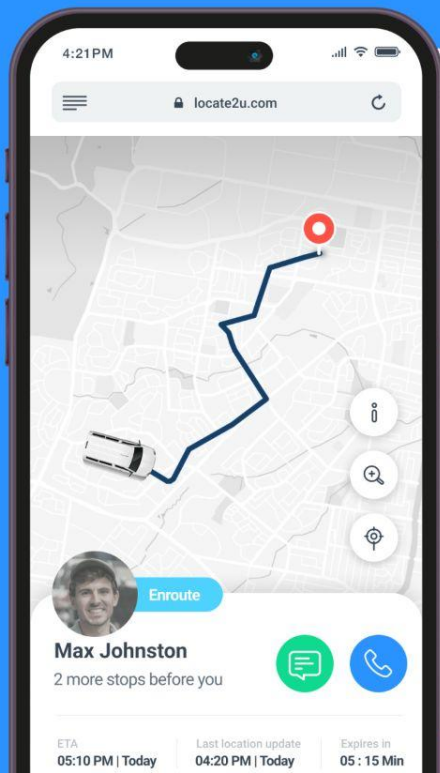 4:21PM
locate2u.com
Enroute
Max Johnston
2 more stops before you
ETA
05:10 PM | Today
Last location update
04:20 PM | Today
Expires in
05 : 15 Min